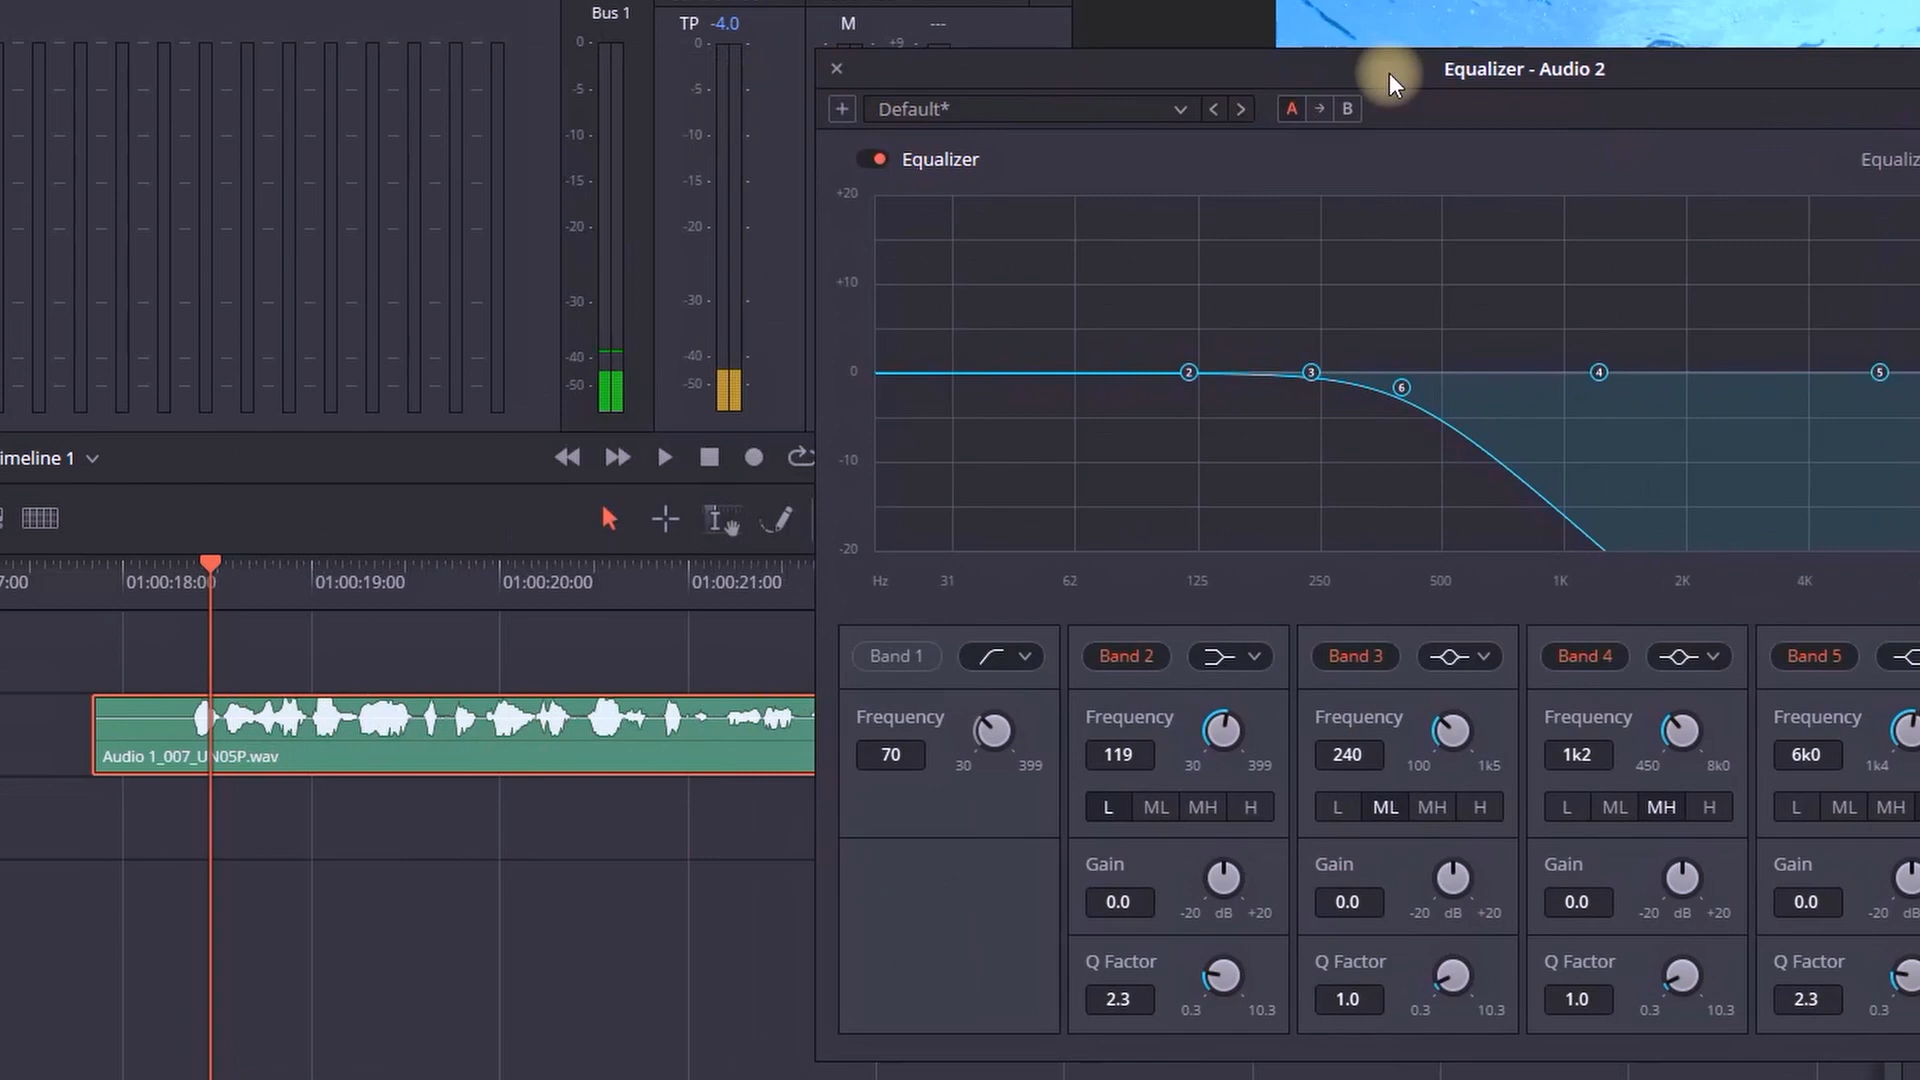 Bus 1
TP -4.0
M ---
0 -
-5 -
-10 -
-15 -
-20 -
-30 -
-40 -
-50 -
0 -
-5 -
-10 -
-15 -
-20 -
-30 -
-40 -
-50 -
+9
Equalizer - Audio 2
Default*
A
B
Equalizer
Equaliz
+20
+10
0
-10
-20
2
3
6
4
5
Hz 31 62 125 250 500 1K 2K 4K
imeline 1
7:00 01:00:18:00 01:00:19:00 01:00:20:00 01:00:21:00
Audio 1_007_UN05P.wav
Band 1
Frequency
70
30 399
Band 2
Frequency
119
30 399
L ML MH H
Gain
0.0
-20 dB +20
Q Factor
2.3
0.3 10.3
Band 3
Frequency
240
100 1k5
L ML MH H
Gain
0.0
-20 dB +20
Q Factor
1.0
0.3 10.3
Band 4
Frequency
1k2
450 8k0
L ML MH H
Gain
0.0
-20 dB +20
Q Factor
1.0
0.3 10.3
Band 5
Frequency
6k0
1k4
L ML MH
Gain
0.0
-20 dB
Q Factor
2.3
0.3